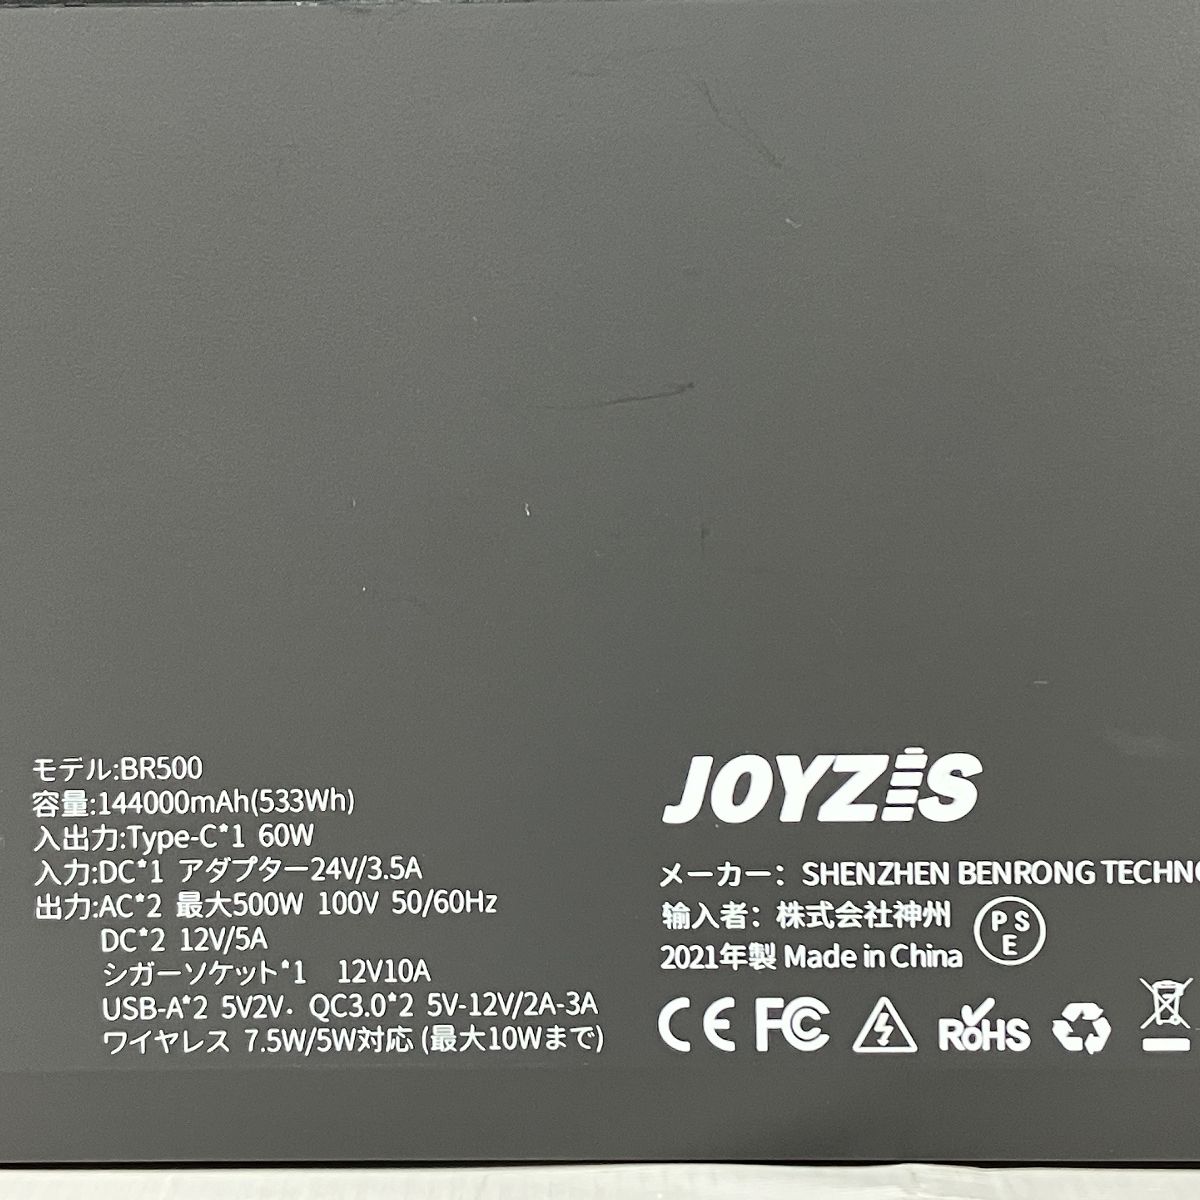 モデル:BR500
容量:144000mAh(533Wh)
入出力:Type-C*1 60W
入力:DC*1 アダプター24V/3.5A
出力:AC*2 最大500W 100V 50/60Hz
DC*2 12V/5A
シガーソケット*1 12V10A
USB-A*2 5V2V. QC3.0*2 5V-12V/2A-3A
ワイヤレス 7.5W/5W対応 (最大10Wまで)
JOYZIS
メーカー: SHENZHEN BENRONG TECHNO
輸入者: 株式会社神州
PSE
2021年製 Made in China
CE FC RoHS